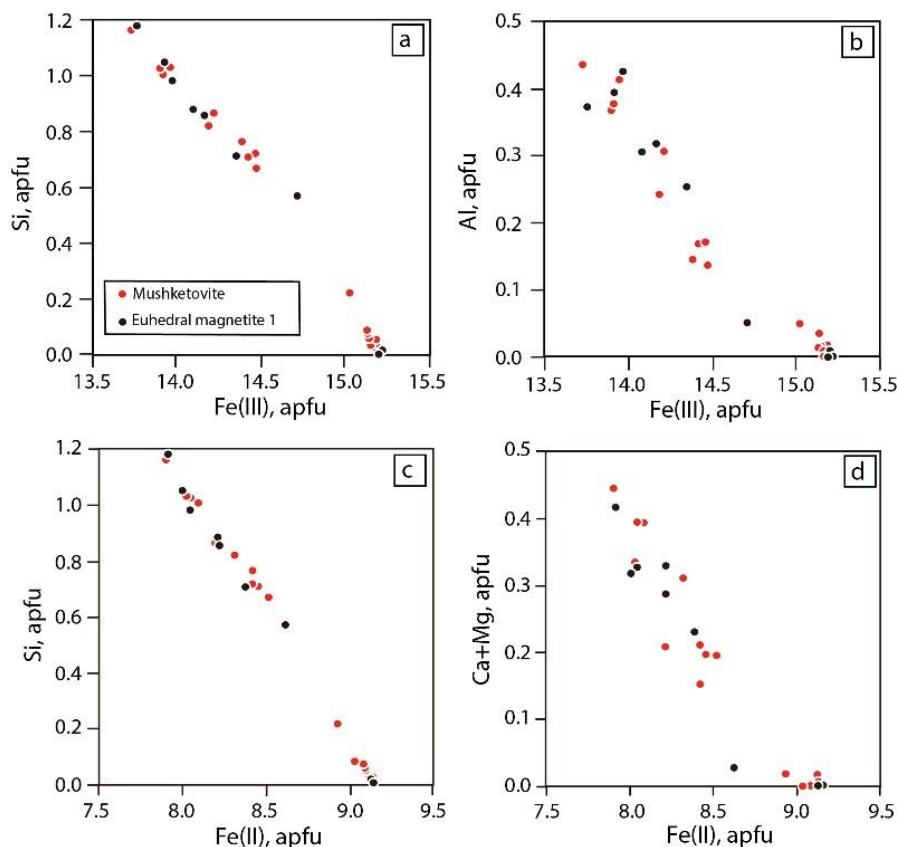 1.2
1.0
0.8
0.6
0.4
0.2
0.0
Si, apfu
a
Mushketovite
Euhedral magnetite 1
13.5 14.0 14.5 15.0 15.5
Fe(III), apfu
0.5
0.4
0.3
0.2
0.1
0.0
Al, apfu
b
13.5 14.0 14.5 15.0 15.5
Fe(III), apfu
1.2
1.0
0.8
0.6
0.4
0.2
0.0
Si, apfu
c
7.5 8.0 8.5 9.0 9.5
Fe(II), apfu
0.5
0.4
0.3
0.2
0.1
0.0
Ca+Mg, apfu
d
7.5 8.0 8.5 9.0 9.5
Fe(II), apfu